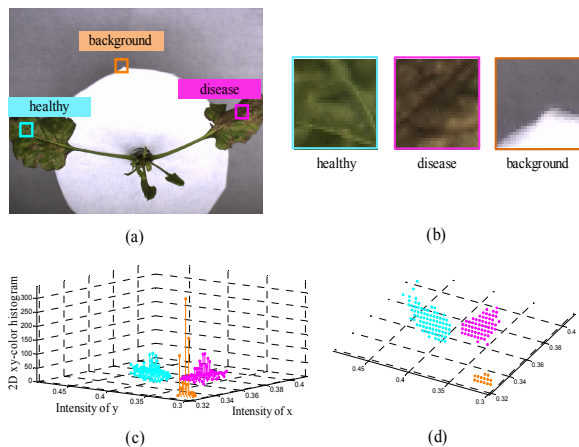 background
disease
healthy
(a)
healthy
disease
background
(b)
2D xy-color histogram
300
250
200
150
100
50
0
0.45
0.4
0.35
0.3
Intensity of y
0.32
0.34
0.36
0.38
0.4
Intensity of x
(c)
0.45
0.4
0.35
0.3
0.32
0.34
0.36
0.38
0.4
(d)